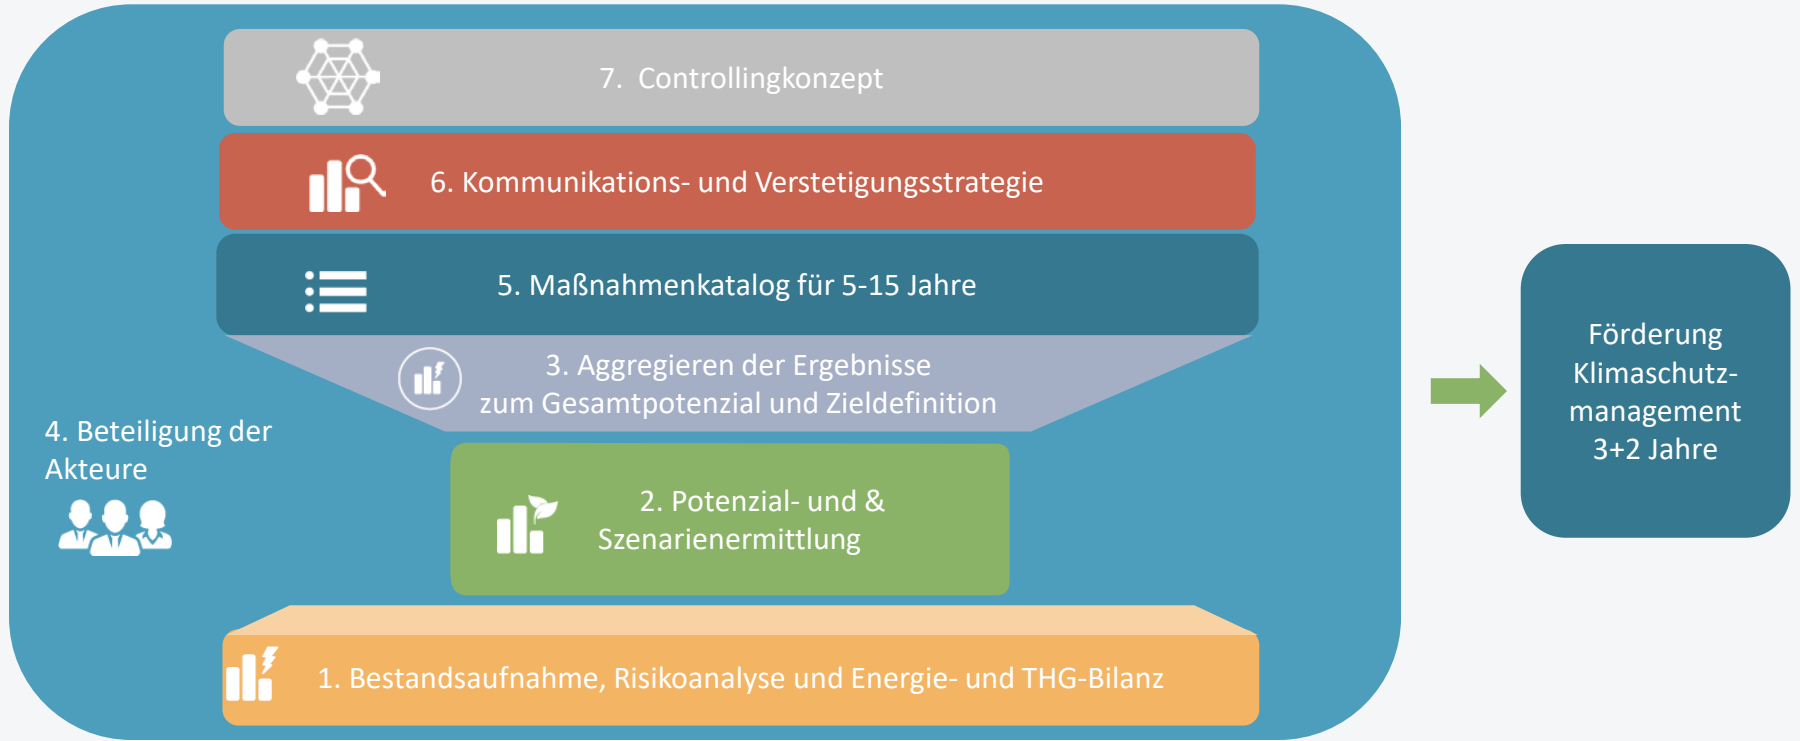 7. Controllingkonzept
6. Kommunikations- und Verstetigungsstrategie
5. Maßnahmenkatalog für 5-15 Jahre
3. Aggregieren der Ergebnisse
zum Gesamtpotenzial und Zieldefinition
4. Beteiligung der
Akteure
2. Potenzial- und &
Szenarienermittlung
1. Bestandsaufnahme, Risikoanalyse und Energie- und THG-Bilanz
Förderung
Klimaschutz-
management
3+2 Jahre